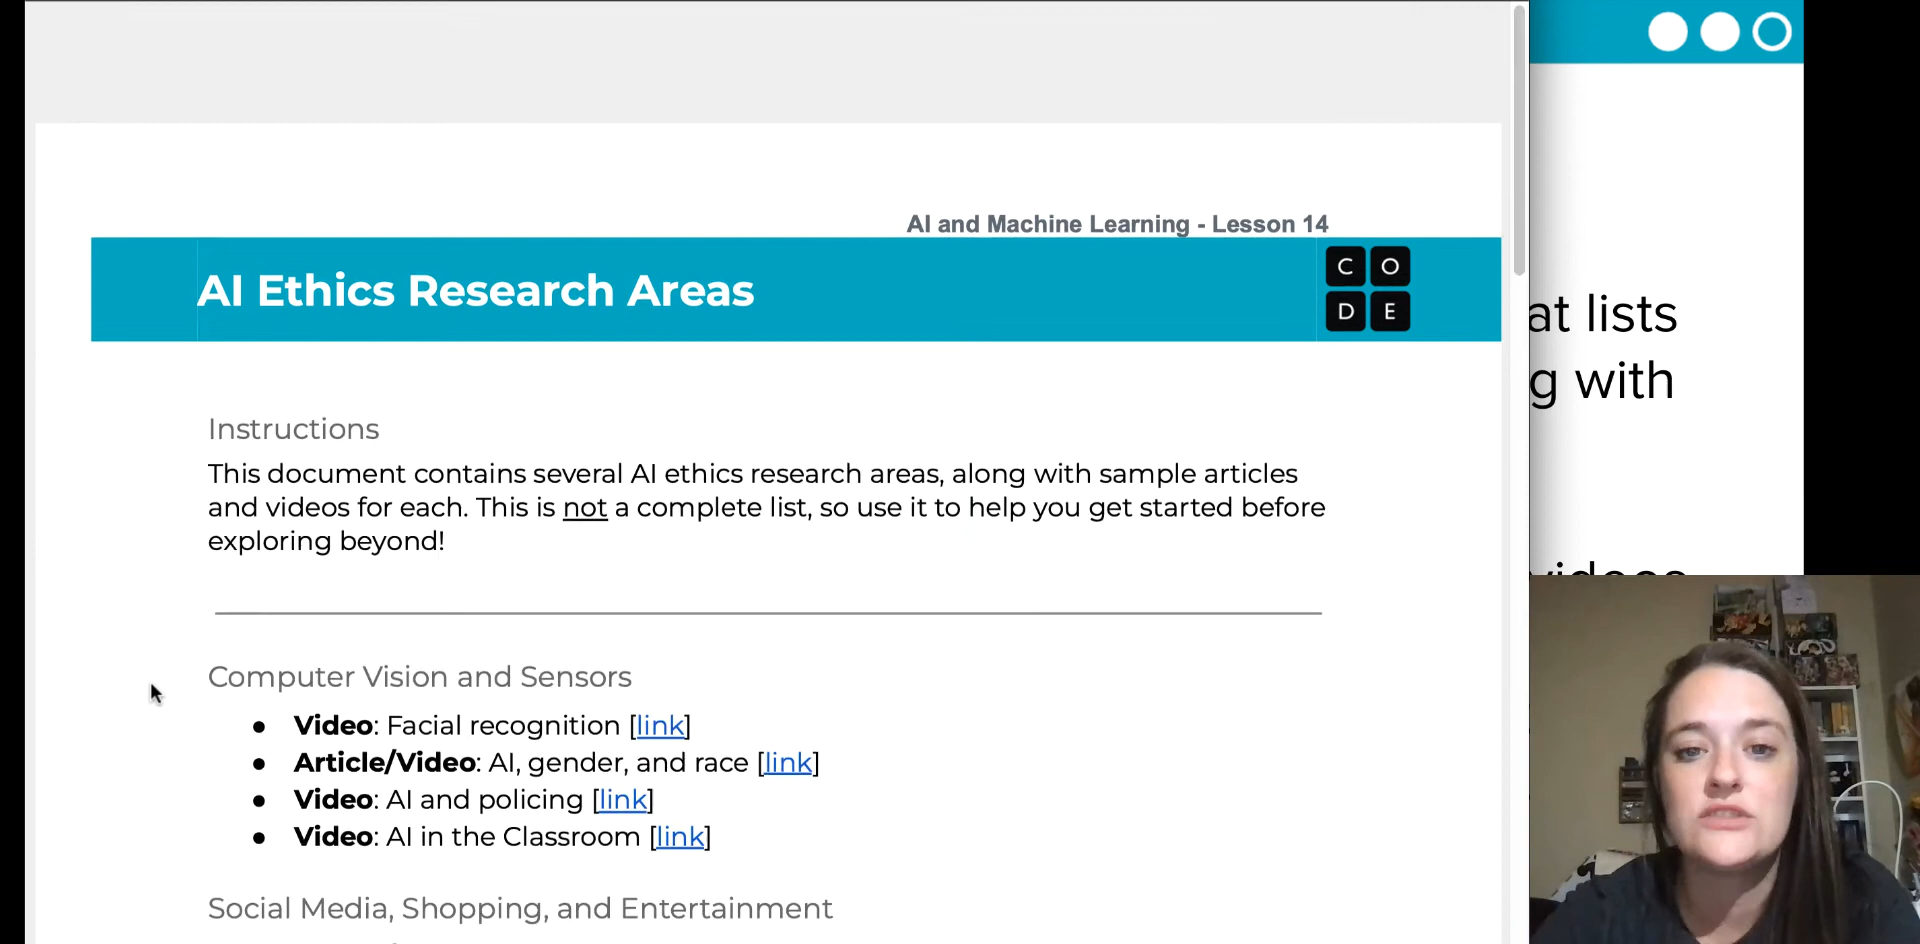 AI and Machine Learning - Lesson 14
AI Ethics Research Areas
C O
D E
at lists
g with
Instructions
This document contains several AI ethics research areas, along with sample articles
and videos for each. This is not a complete list, so use it to help you get started before
exploring beyond!
videos
Computer Vision and Sensors
● Video: Facial recognition [link]
● Article/Video: AI, gender, and race [link]
● Video: AI and policing [link]
● Video: AI in the Classroom [link]
Social Media, Shopping, and Entertainment